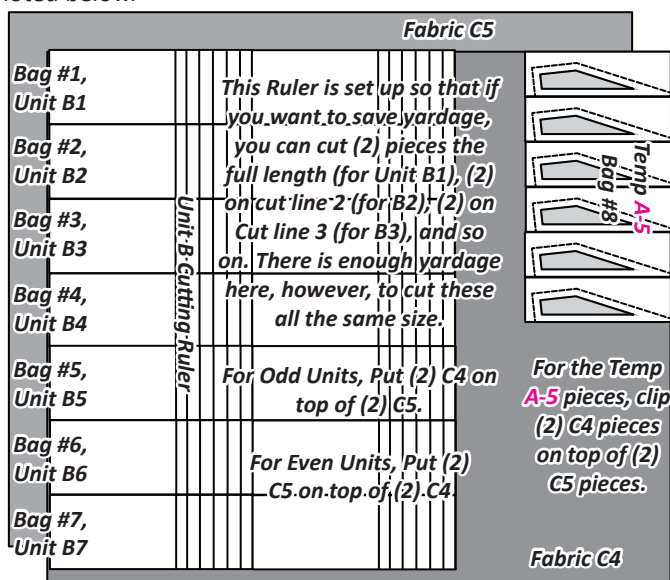 below
Fabric C5
Bag #1,
Unit B1
Bag #2,
Unit B2
Bag #3,
Unit B3
Bag #4,
Unit B4
Bag #5,
Unit B5
Bag #6,
Unit B6
Bag #7,
Unit B7
Unit B Cutting Ruler
This Ruler is set up so that if
you want to save yardage,
you can cut (2) pieces the
full length (for Unit B1), (2)
on cut line 2 (for B2), (2) on
Cut line 3 (for B3), and so
on. There is enough yardage
here, however, to cut these
all the same size.
For Odd Units, Put (2) C4 on
top of (2) C5.
For Even Units, Put (2)
C5 on top of (2) C4
Temp A-5
Bag #8
For the Temp
A-5 pieces, clip
(2) C4 pieces
on top of (2)
C5 pieces.
Fabric C4